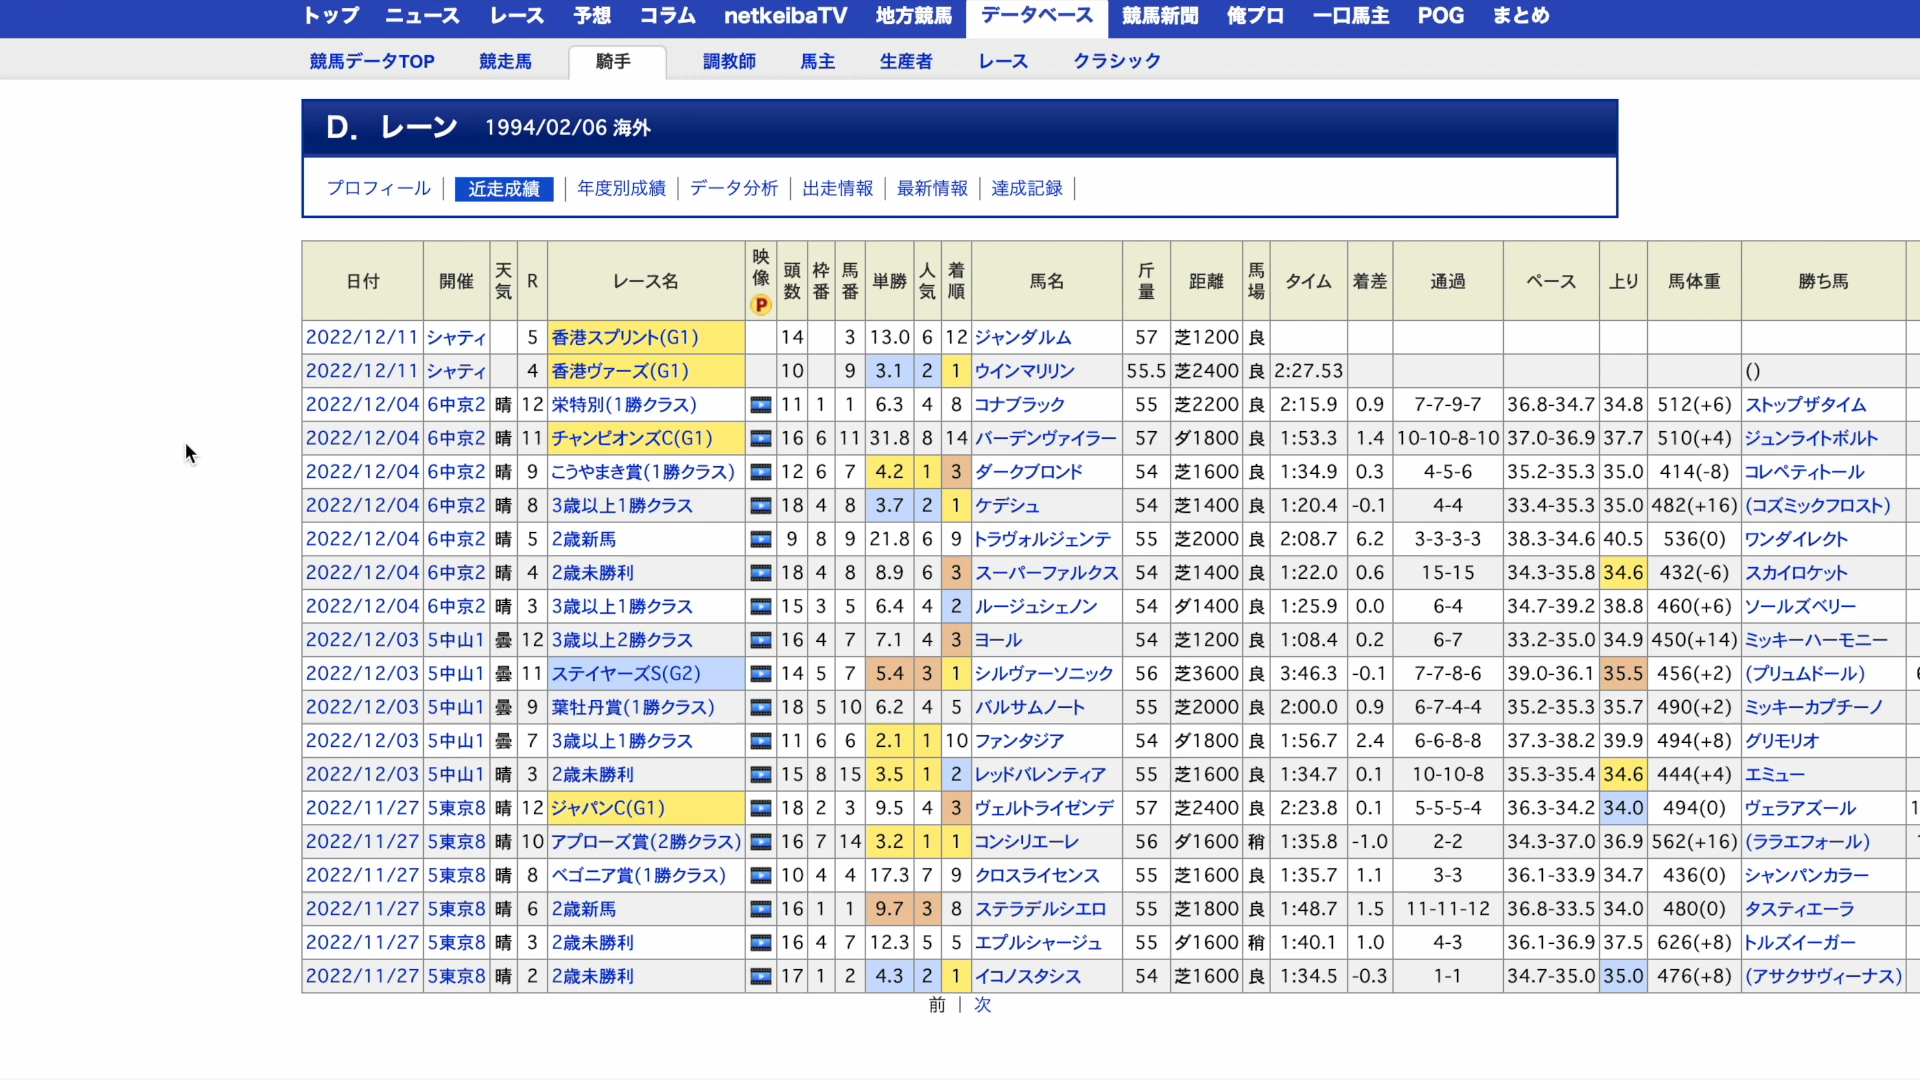 トップ ニュース レース 予想 コラム netkeibaTV 地方競馬 データベース 競馬新聞 俺プロ 一口馬主 POG まとめ
競馬データTOP 競走馬 騎手 調教師 馬主 生産者 レース クラシック
D．レーン 1994/02/06 海外
プロフィール 近走成績 年度別成績 データ分析 出走情報 最新情報 達成記録
日付 開催 天気 R レース名 映像 P 頭数 枠番 馬番 単勝 人気 着順 馬名 斤量 距離 馬場 タイム 着差 通過 ペース 上り 馬体重 勝ち馬
2022/12/11 シャティ 5 香港スプリント(G1) 14 3 13.0 6 12 ジャンダルム 57 芝1200 良
2022/12/11 シャティ 4 香港ヴァーズ(G1) 10 9 3.1 2 1 ウインマリリン 55.5 芝2400 良 2:27.53 ()
2022/12/04 6中京2 晴 12 栄特別(1勝クラス) 11 1 1 6.3 4 8 コナブラック 55 芝2200 良 2:15.9 0.9 7-7-9-7 36.8-34.7 34.8 512(+6) ストップザタイム
2022/12/04 6中京2 晴 11 チャンピオンズC(G1) 16 6 11 31.8 8 14 バーデンヴァイラー 57 ダ1800 良 1:53.3 1.4 10-10-8-10 37.0-36.9 37.7 510(+4) ジュンライトボルト
2022/12/04 6中京2 晴 9 こうやまき賞(1勝クラス) 12 6 7 4.2 1 3 ダークブロンド 54 芝1600 良 1:34.9 0.3 4-5-6 35.2-35.3 35.0 414(-8) コレペティトール
2022/12/04 6中京2 晴 8 3歳以上1勝クラス 18 4 8 3.7 2 1 ケデシュ 54 芝1400 良 1:20.4 -0.1 4-4 33.4-35.3 35.0 482(+16) (コズミックフロスト)
2022/12/04 6中京2 晴 5 2歳新馬 9 8 9 21.8 6 9 トラヴォルジェンテ 55 芝2000 良 2:08.7 6.2 3-3-3-3 38.3-34.6 40.5 536(0) ワンダイレクト
2022/12/04 6中京2 晴 4 2歳未勝利 18 4 8 8.9 6 3 スーパーファルクス 54 芝1400 良 1:22.0 0.6 15-15 34.3-35.8 34.6 432(-6) スカイロケット
2022/12/04 6中京2 晴 3 3歳以上1勝クラス 15 3 5 6.4 4 2 ルージュシェノン 54 ダ1400 良 1:25.9 0.0 6-4 34.7-39.2 38.8 460(+6) ソールズベリー
2022/12/03 5中山1 曇 12 3歳以上2勝クラス 16 4 7 7.1 4 3 ヨール 54 芝1200 良 1:08.4 0.2 6-7 33.2-35.0 34.9 450(+14) ミッキーハーモニー
2022/12/03 5中山1 曇 11 ステイヤーズS(G2) 14 5 7 5.4 3 1 シルヴァーソニック 56 芝3600 良 3:46.3 -0.1 7-7-8-6 39.0-36.1 35.5 456(+2) (プリュムドール)
2022/12/03 5中山1 曇 9 葉牡丹賞(1勝クラス) 18 5 10 6.2 4 5 バルサムノート 55 芝2000 良 2:00.0 0.9 6-7-4-4 35.2-35.3 35.7 490(+2) ミッキーカプチーノ
2022/12/03 5中山1 曇 7 3歳以上1勝クラス 11 6 6 2.1 1 10 ファンタジア 54 ダ1800 良 1:56.7 2.4 6-6-8-8 37.3-38.2 39.9 494(+8) グリモリオ
2022/12/03 5中山1 晴 3 2歳未勝利 15 8 15 3.5 1 2 レッドバレンティア 55 芝1600 良 1:34.7 0.1 10-10-8 35.3-35.4 34.6 444(+4) エミュー
2022/11/27 5東京8 晴 12 ジャパンC(G1) 18 2 3 9.5 4 3 ヴェルトライゼンデ 57 芝2400 良 2:23.8 0.1 5-5-5-4 36.3-34.2 34.0 494(0) ヴェラアズール
2022/11/27 5東京8 晴 10 アプローズ賞(2勝クラス) 16 7 14 3.2 1 1 コンシリエーレ 56 ダ1600 稍 1:35.8 -1.0 2-2 34.3-37.0 36.9 562(+16) (ララエフォール)
2022/11/27 5東京8 晴 8 ベゴニア賞(1勝クラス) 10 4 4 17.3 7 9 クロスライセンス 55 芝1600 良 1:35.7 1.1 3-3 36.1-33.9 34.7 436(0) シャンパンカラー
2022/11/27 5東京8 晴 6 2歳新馬 16 1 1 9.7 3 8 ステラデルシエロ 55 芝1800 良 1:48.7 1.5 11-11-12 36.8-33.5 34.0 480(0) タスティエーラ
2022/11/27 5東京8 晴 3 2歳未勝利 16 4 7 12.3 5 5 エプルシャージュ 55 ダ1600 稍 1:40.1 1.0 4-3 36.1-36.9 37.5 626(+8) トルズイーガー
2022/11/27 5東京8 晴 2 2歳未勝利 17 1 2 4.3 2 1 イコノスタシス 54 芝1600 良 1:34.5 -0.3 1-1 34.7-35.0 35.0 476(+8) (アサクサヴィーナス)
前 | 次